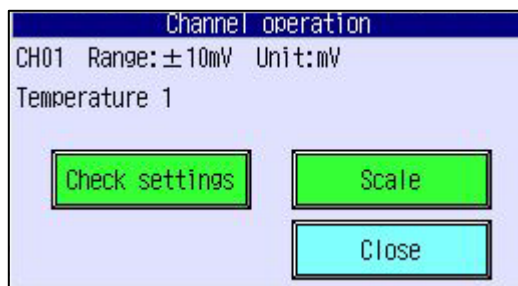 Channel operation
CH01 Range:±10mV Unit:mV
Temperature 1
Check settings Scale
Close